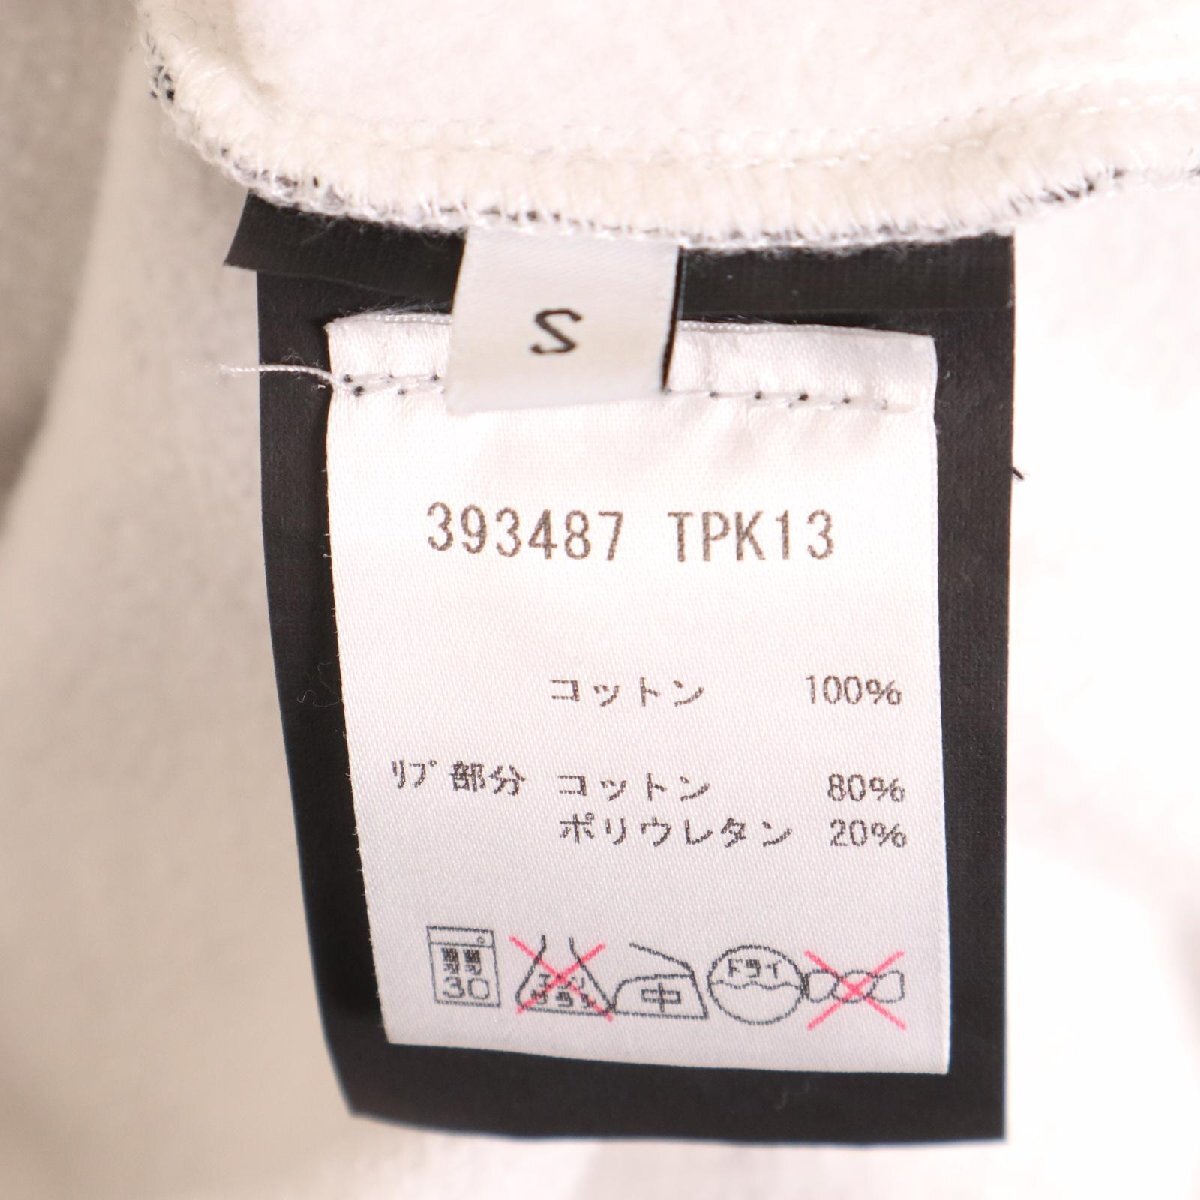 S
393487 TPK13
コットン 100%
リブ部分 コットン 80%
ポリウレタン 20%
30
中
ドライ